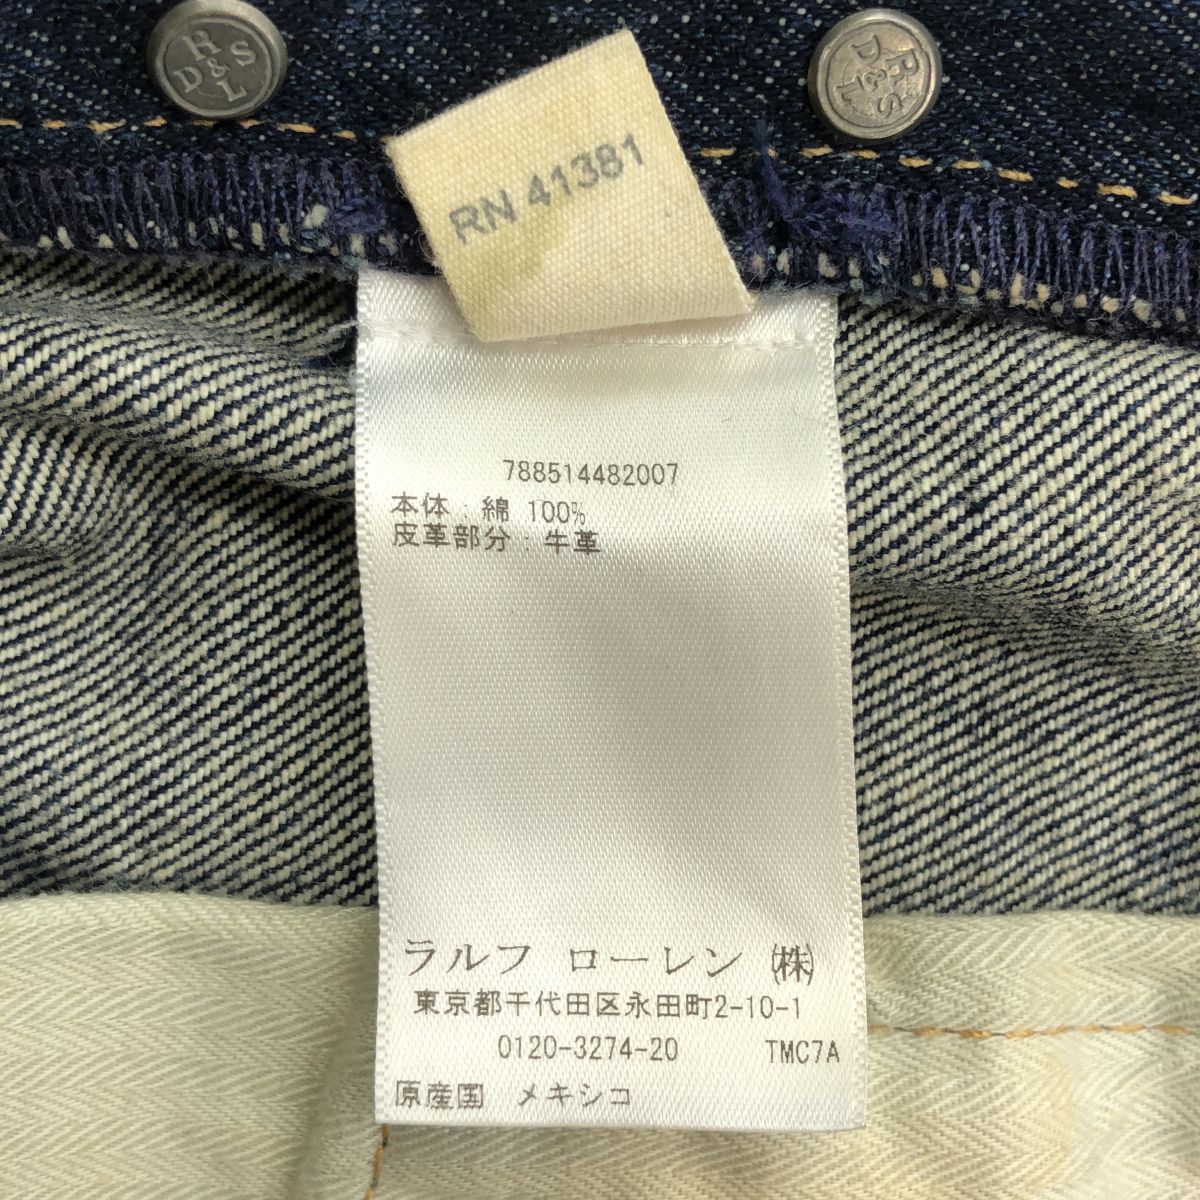 R
D&S
L
R
D&S
L
RN 41381
788514482007
本体:綿 100%
皮革部分:牛革
ラルフ ローレン ㈱
東京都千代田区永田町2-10-1
0120-3274-20 TMC7A
原産国 メキシコ